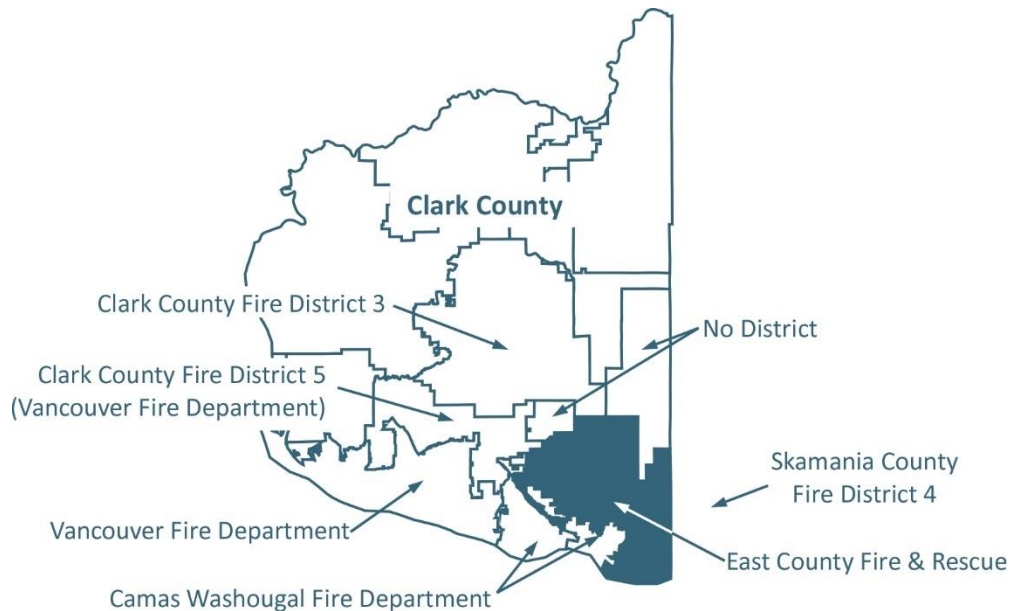 Clark County
Clark County Fire District 3
No District
Clark County Fire District 5
(Vancouver Fire Department)
Skamania County
Fire District 4
Vancouver Fire Department
East County Fire & Rescue
Camas Washougal Fire Department